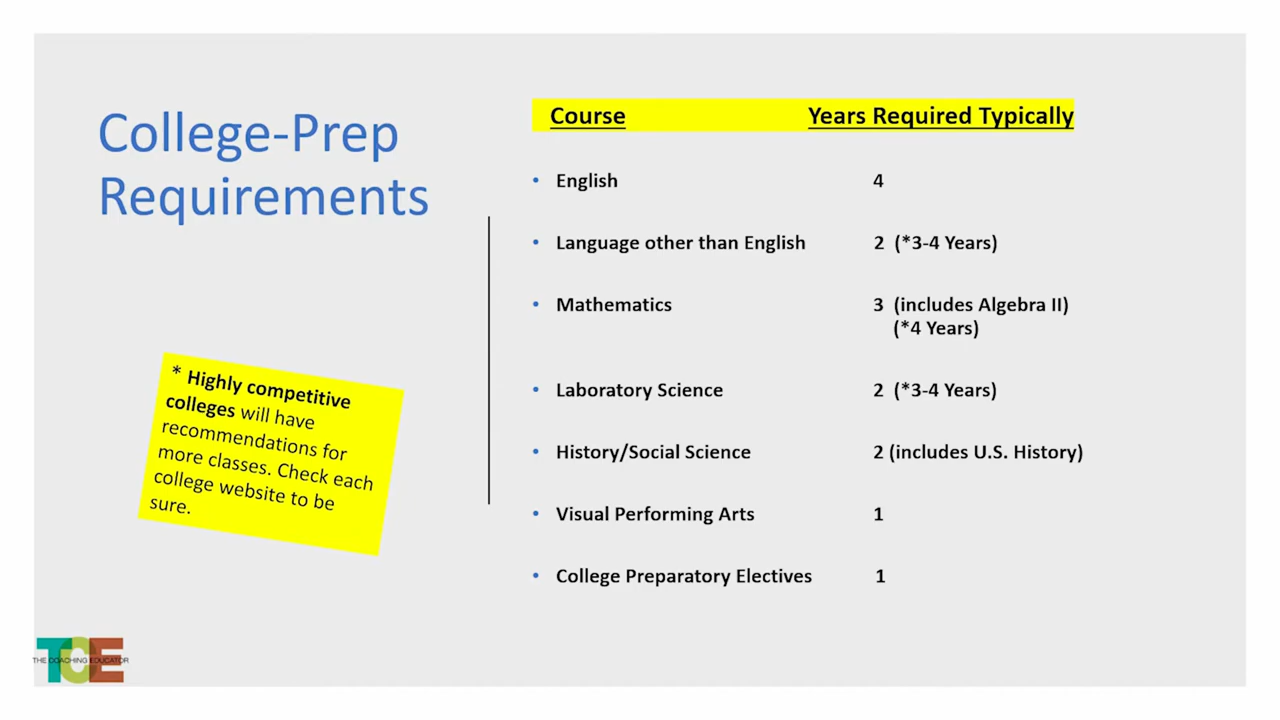 College-Prep
Requirements
* Highly competitive
colleges will have
recommendations for
more classes. Check each
college website to be
sure.
Course Years Required Typically
• English 4
• Language other than English 2 (*3-4 Years)
• Mathematics 3 (includes Algebra II)
(*4 Years)
• Laboratory Science 2 (*3-4 Years)
• History/Social Science 2 (includes U.S. History)
• Visual Performing Arts 1
• College Preparatory Electives 1
TCE
THE COACHING EDUCATOR